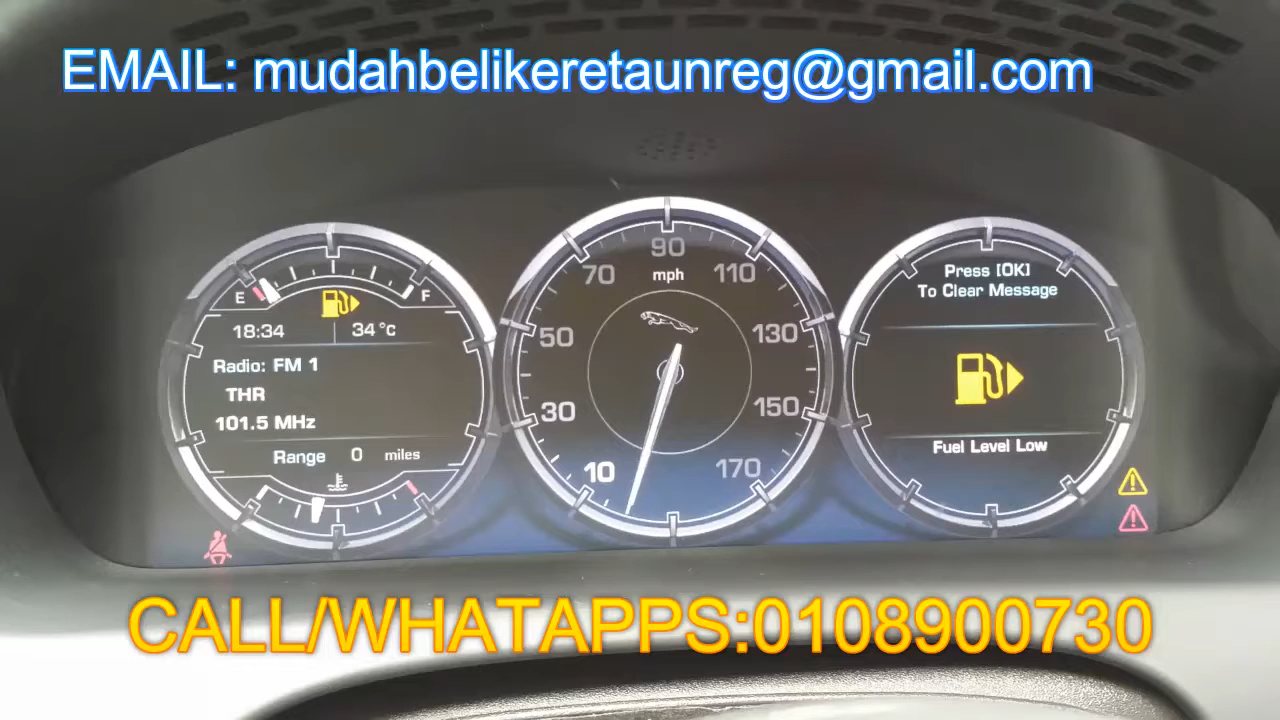 EMAIL: mudahbelikeretaunreg@gmail.com
E
F
18:34
34°C
Radio: FM 1
THR
101.5 MHz
Range 0 miles
90
mph
70
110
50
130
30
150
10
170
Press [OK]
To Clear Message
Fuel Level Low
CALL/WHATAPPS:0108900730